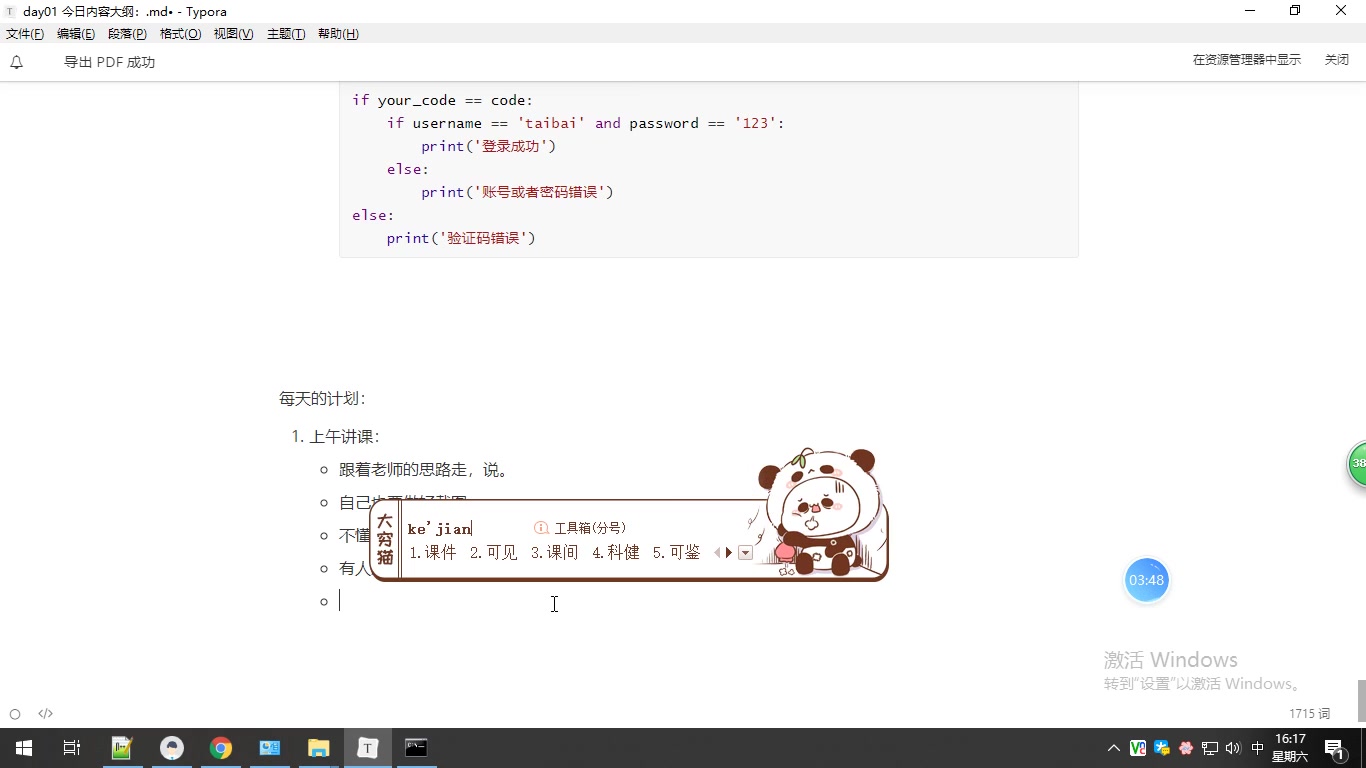 day01 今日内容大纲：.md• - Typora
文件(F) 编辑(E) 段落(P) 格式(O) 视图(V) 主题(T) 帮助(H)
导出 PDF 成功 在资源管理器中显示 关闭
if your_code == code:
if username == 'taibai' and password == '123':
print('登录成功')
else:
print('账号或者密码错误')
else:
print('验证码错误')
每天的计划：
1. 上午讲课：
跟着老师的思路走，说。
自己
不懂
有人
大穷猫
ke'jian 工具箱(分号)
1.课件 2.可见 3.课间 4.科健 5.可鉴
38
03:48
激活 Windows
转到"设置"以激活 Windows。
1715 词
中
16:17
星期六
1